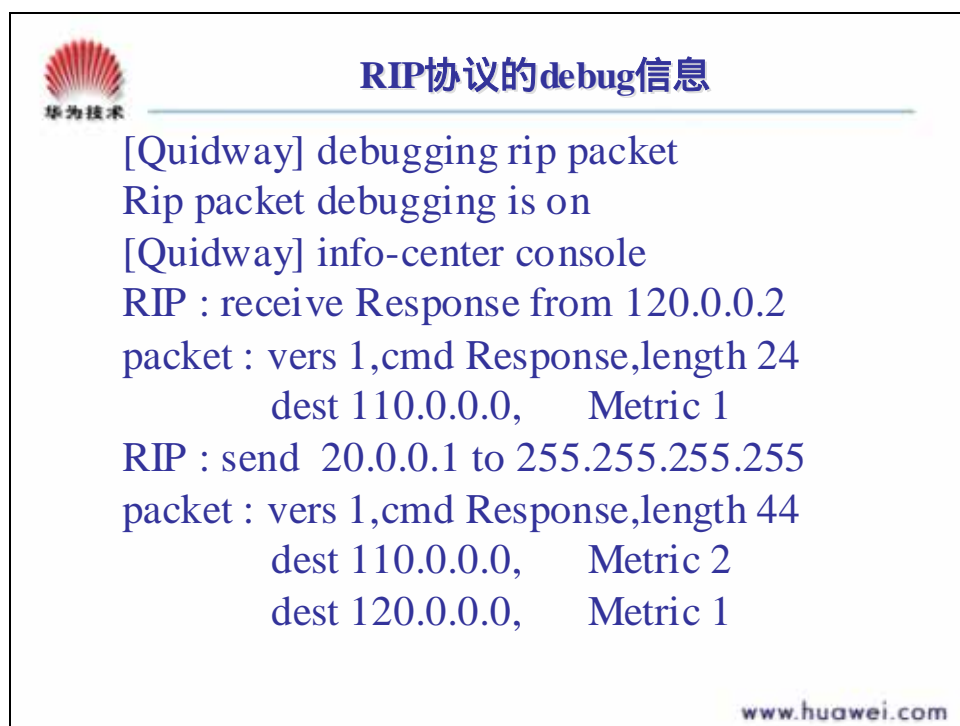 RIP协议的debug信息
华为技术
[Quidway] debugging rip packet
Rip packet debugging is on
[Quidway] info-center console
RIP : receive Response from 120.0.0.2
packet : vers 1,cmd Response,length 24
dest 110.0.0.0, Metric 1
RIP : send 20.0.0.1 to 255.255.255.255
packet : vers 1,cmd Response,length 44
dest 110.0.0.0, Metric 2
dest 120.0.0.0, Metric 1
www.huawei.com